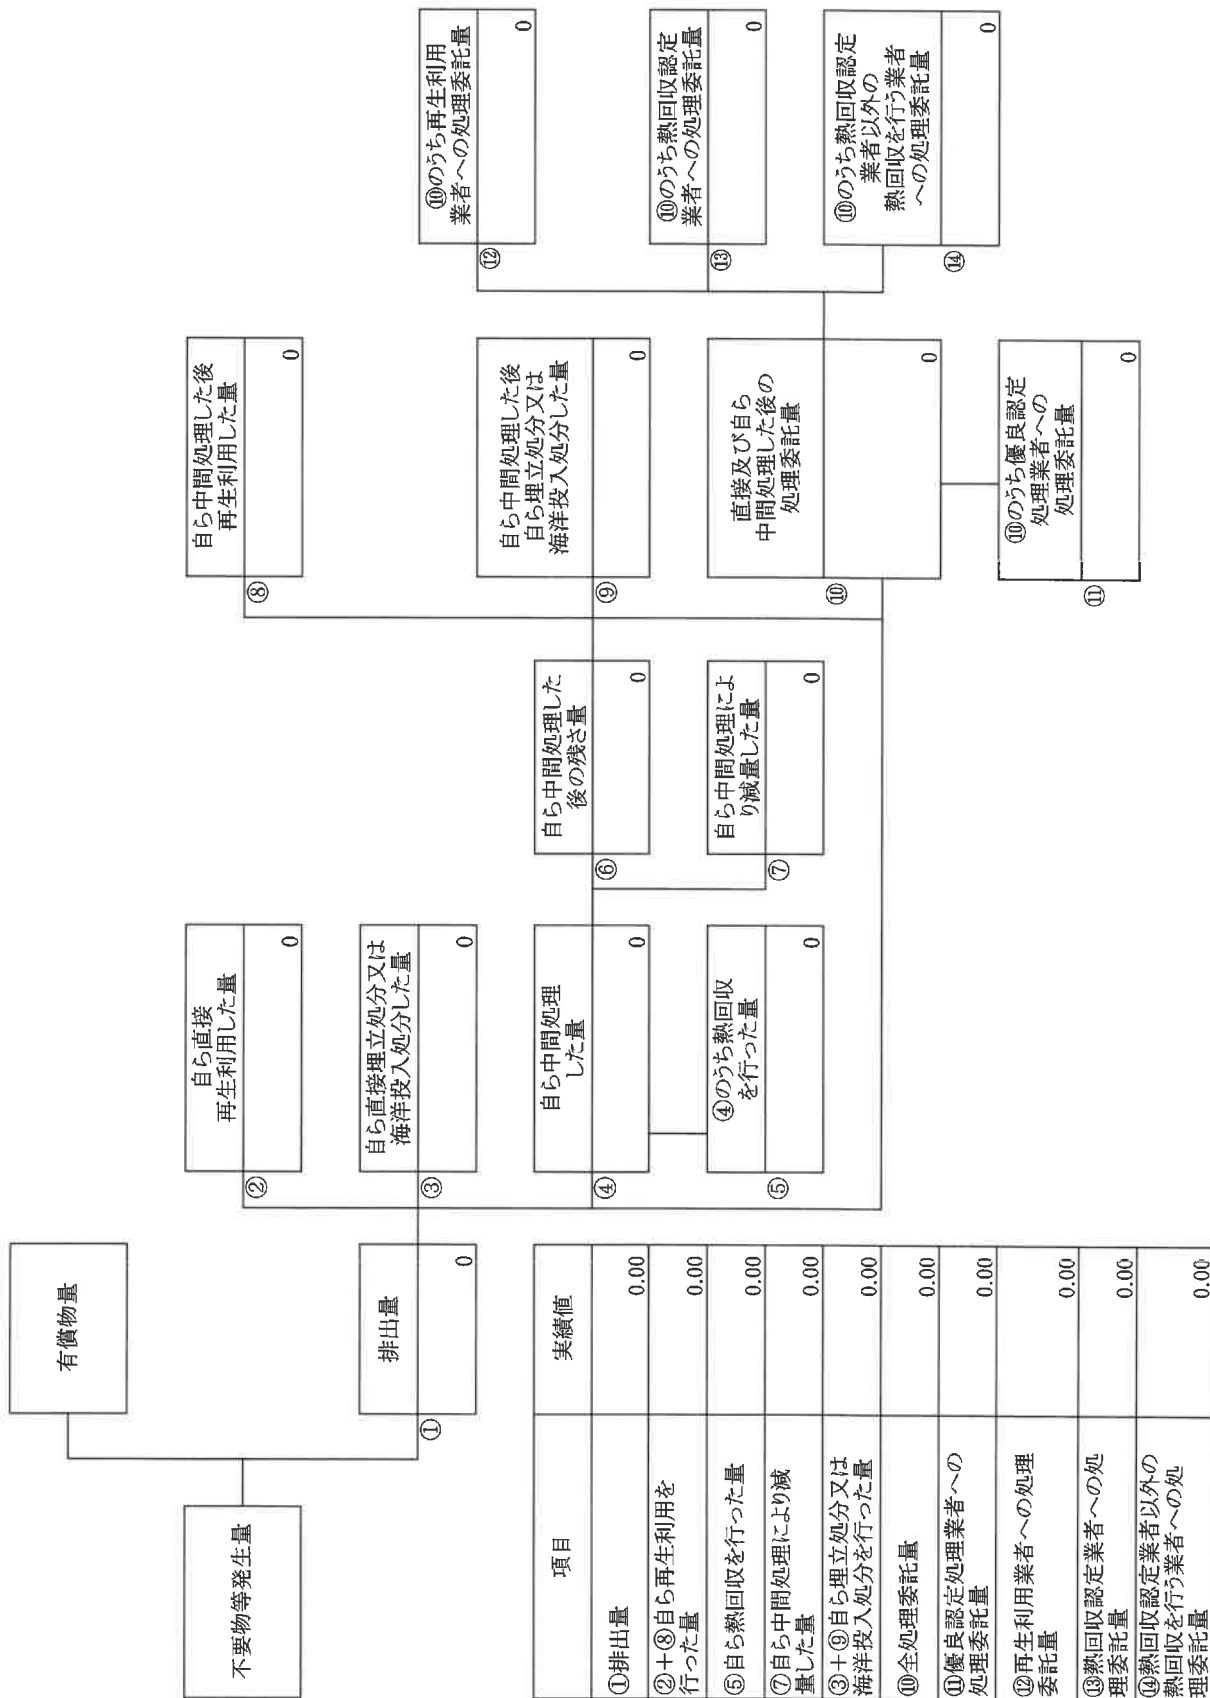 不要物等発生量
有償物量
排出量
①
0
自ら直接
再生利用した量
②
0
自ら直接埋立処分又は
海洋投入処分した量
③
0
自ら中間処理
した量
④
0
④のうち熱回収
を行った量
⑤
0
自ら中間処理した
後の残さ量
⑥
0
自ら中間処理によ
り減量した量
⑦
0
自ら中間処理した後
再生利用した量
⑧
0
自ら中間処理した後
自ら埋立処分又は
海洋投入処分した量
⑨
0
直接及び自ら
中間処理した後の
処理委託量
⑩
0
⑩のうち優良認定
処理業者への
処理委託量
⑪
0
⑩のうち再生利用
業者への処理委託量
⑫
0
⑩のうち熱回収認定
業者への処理委託量
⑬
0
⑩のうち熱回収認定
業者以外の
熱回収を行う業者
への処理委託量
⑭
0
項目 実績値
①排出量 0.00
②+⑧自ら再生利用を
行った量 0.00
⑤自ら熱回収を行った量 0.00
⑦自ら中間処理により減
量した量 0.00
③+⑨自ら埋立処分又は
海洋投入処分を行った量 0.00
⑩全処理委託量 0.00
⑪優良認定処理業者への
処理委託量 0.00
⑫再生利用業者への処理
委託量 0.00
⑬熱回収認定業者への処
理委託量 0.00
⑭熱回収認定業者以外の
熱回収を行う業者への処
理委託量 0.00